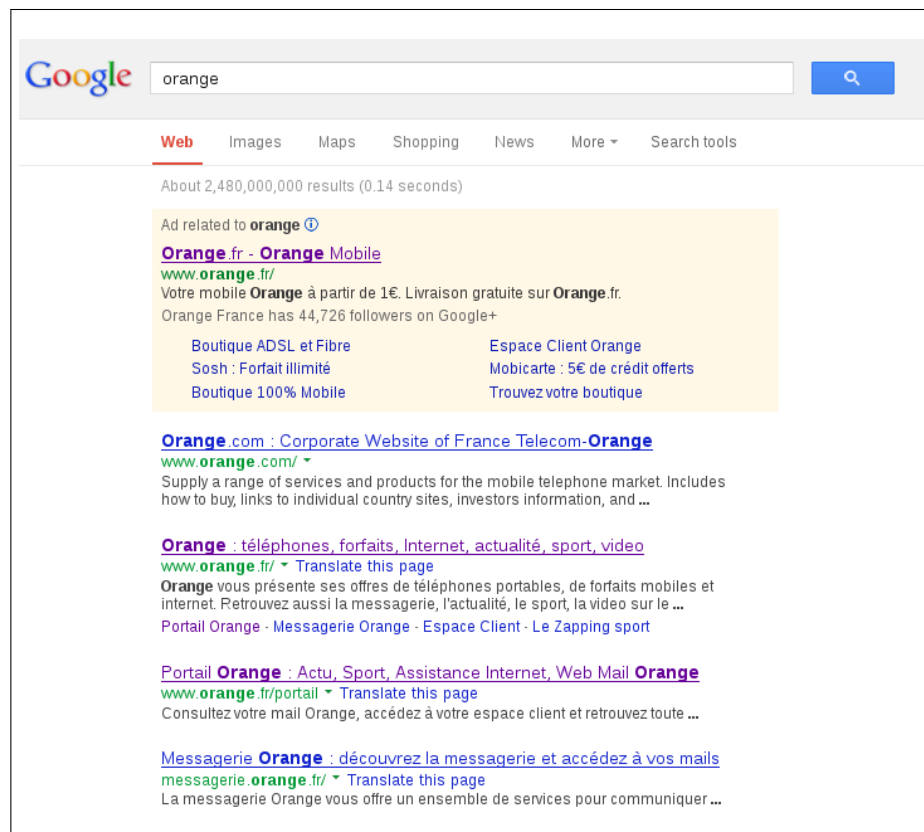 Google orange
Web Images Maps Shopping News More Search tools
About 2,480,000,000 results (0.14 seconds)
Ad related to orange
Orange.fr - Orange Mobile
www.orange.fr/
Votre mobile Orange à partir de 1€. Livraison gratuite sur Orange.fr.
Orange France has 44,726 followers on Google+
Boutique ADSL et Fibre Espace Client Orange
Sosh : Forfait illimité Mobicarte : 5€ de crédit offerts
Boutique 100% Mobile Trouvez votre boutique
Orange.com : Corporate Website of France Telecom-Orange
www.orange.com/
Supply a range of services and products for the mobile telephone market. Includes
how to buy, links to individual country sites, investors information, and ...
Orange : téléphones, forfaits, Internet, actualité, sport, video
www.orange.fr/ Translate this page
Orange vous présente ses offres de téléphones portables, de forfaits mobiles et
internet. Retrouvez aussi la messagerie, l'actualité, le sport, la video sur le ...
Portail Orange - Messagerie Orange - Espace Client - Le Zapping sport
Portail Orange : Actu, Sport, Assistance Internet, Web Mail Orange
www.orange.fr/portail Translate this page
Consultez votre mail Orange, accédez à votre espace client et retrouvez toute ...
Messagerie Orange : découvrez la messagerie et accédez à vos mails
messagerie.orange.fr/ Translate this page
La messagerie Orange vous offre un ensemble de services pour communiquer ...